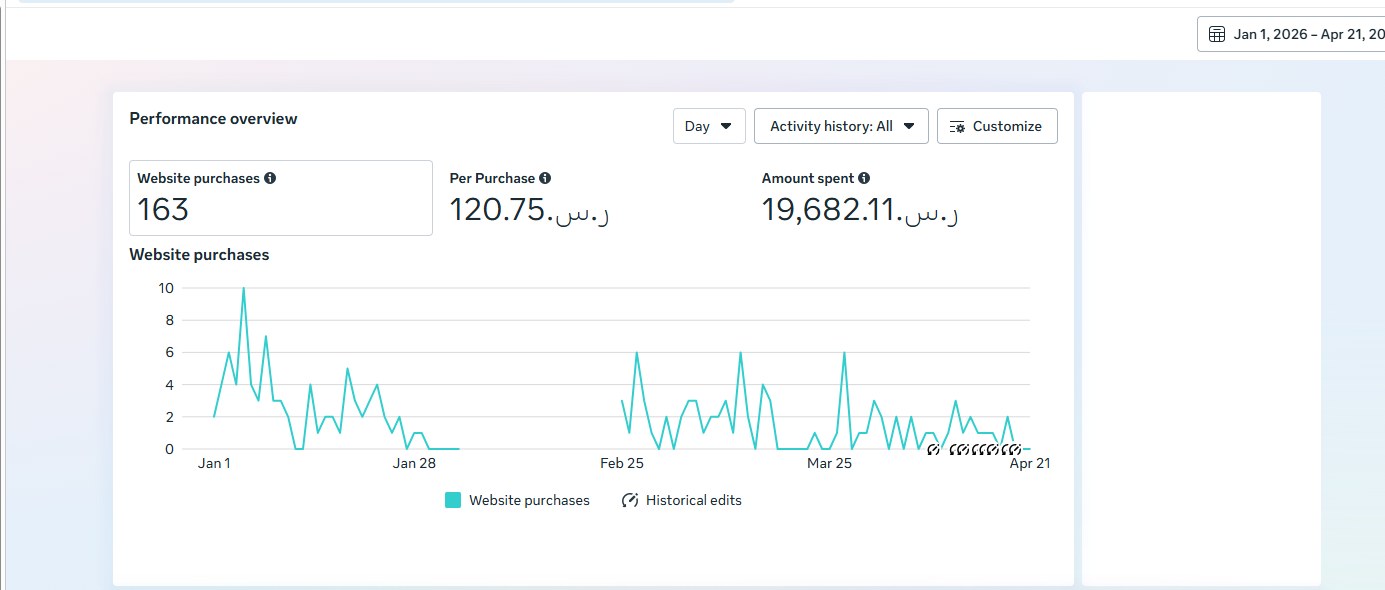 Jan 1, 2026 – Apr 21, 20
Performance overview
Day
Activity history: All
Customize
Website purchases
163
Per Purchase
120.75.ر.س
Amount spent
19,682.11.ر.س
Website purchases
10
8
6
4
2
0
Jan 1
Jan 28
Feb 25
Mar 25
Apr 21
Website purchases
Historical edits